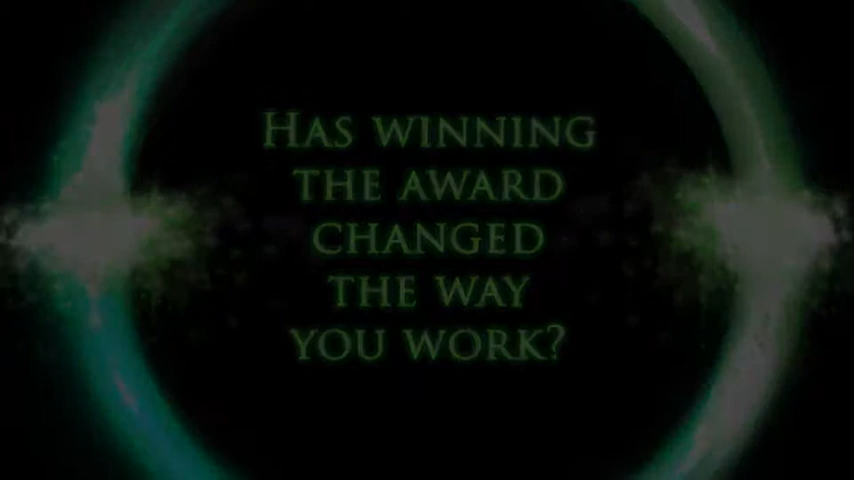 Has winning
the award
changed
the way
you work?